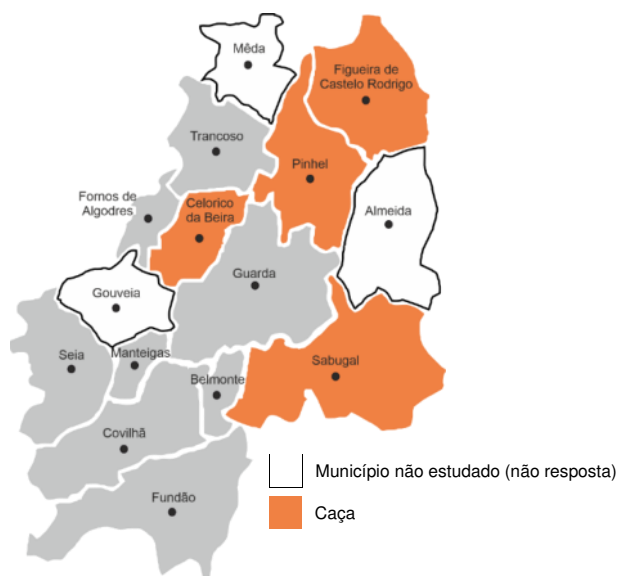 Mêda
Figueira de
Castelo Rodrigo
Trancoso
Pinhel
Fornos de
Algodres
Celorico
da Beira
Almeida
Guarda
Gouveia
Seia
Manteigas
Belmonte
Sabugal
Covilhã
Fundão
Município não estudado (não resposta)
Caça